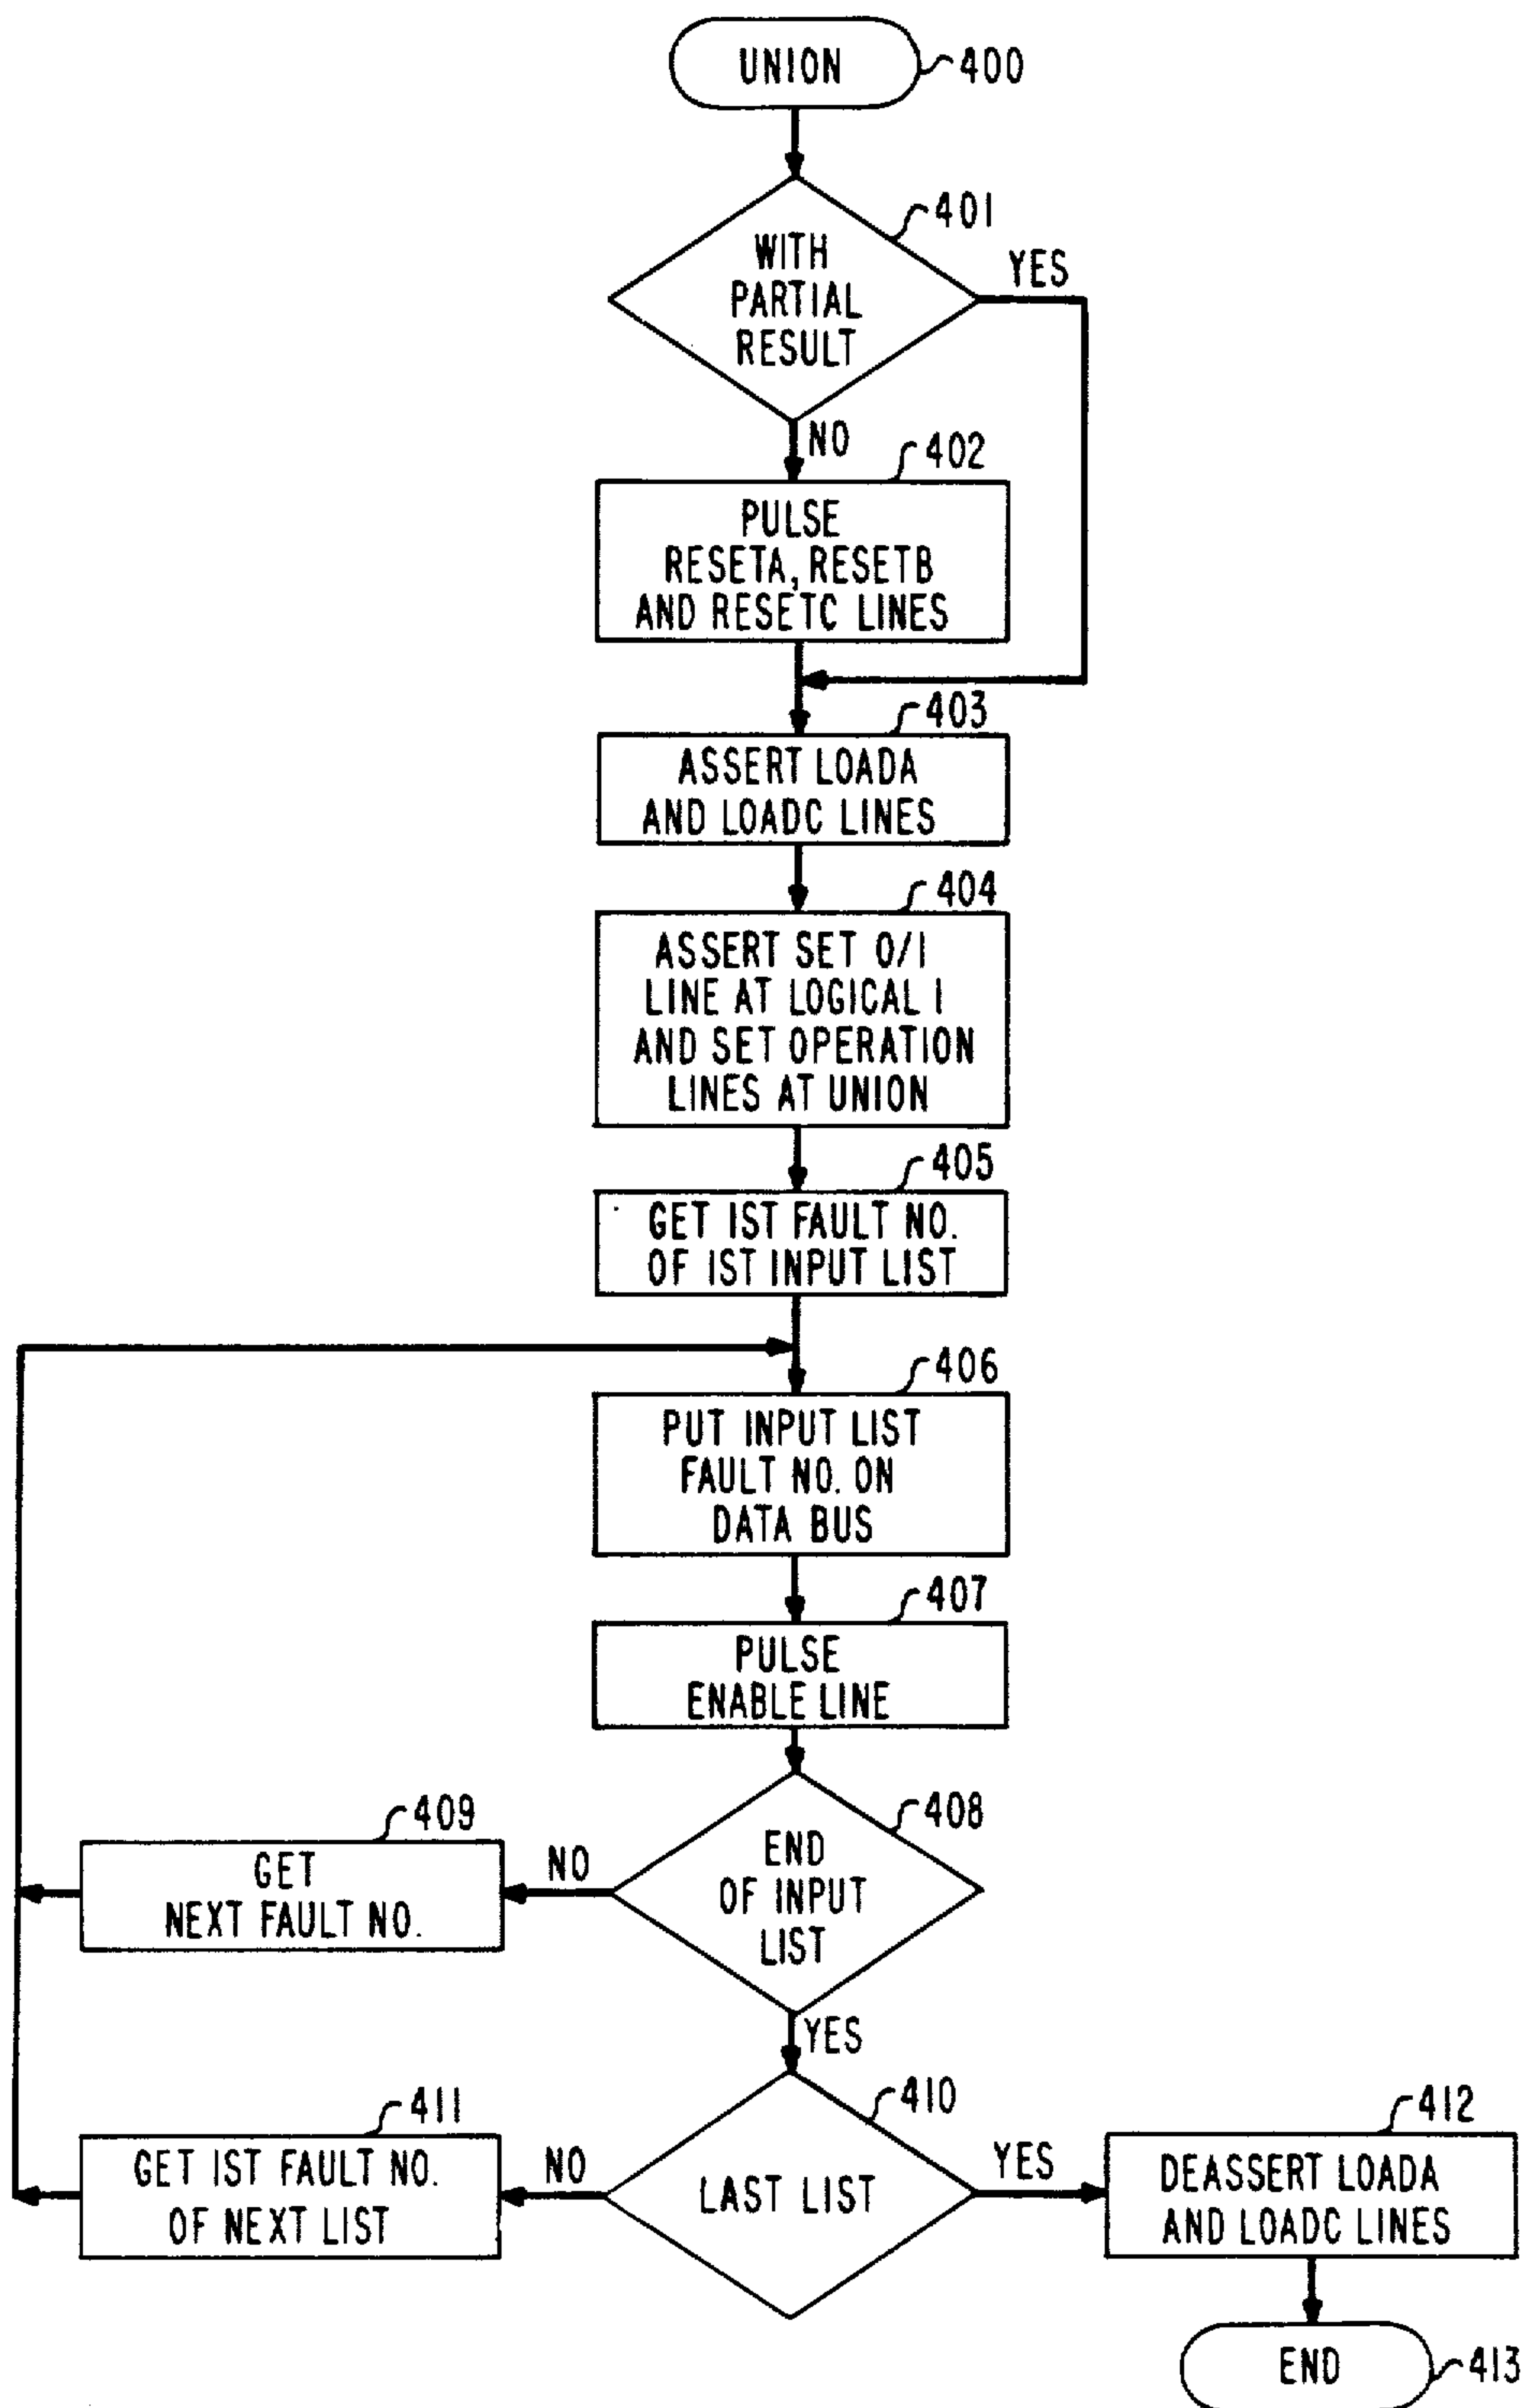 UNION
400
401
WITH
PARTIAL
RESULT
YES
NO
402
PULSE
RESETA, RESETB
AND RESETC LINES
403
ASSERT LOADA
AND LOADC LINES
404
ASSERT SET 0/1
LINE AT LOGICAL 1
AND SET OPERATION
LINES AT UNION
405
GET 1ST FAULT NO.
OF 1ST INPUT LIST
406
PUT INPUT LIST
FAULT NO. ON
DATA BUS
407
PULSE
ENABLE LINE
408
END
OF INPUT
LIST
NO
409
GET
NEXT FAULT NO.
YES
410
LAST LIST
NO
411
GET 1ST FAULT NO.
OF NEXT LIST
YES
412
DEASSERT LOADA
AND LOADC LINES
END
413